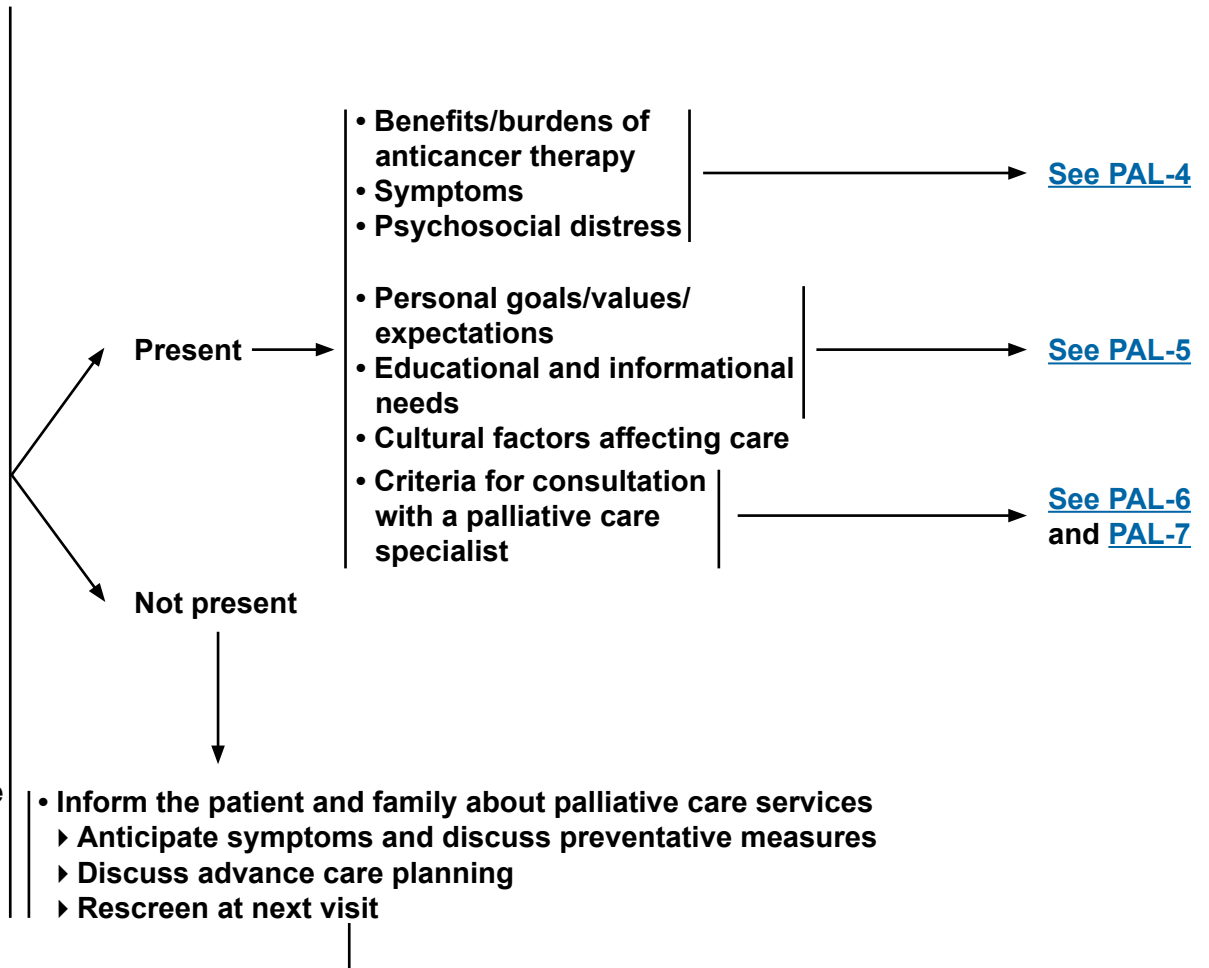 • Benefits/burdens of
anticancer therapy
• Symptoms
• Psychosocial distress
See PAL-4
• Personal goals/values/
expectations
• Educational and informational
needs
• Cultural factors affecting care
See PAL-5
Present
• Criteria for consultation
with a palliative care
specialist
See PAL-6
and PAL-7
Not present
• Inform the patient and family about palliative care services
‣ Anticipate symptoms and discuss preventative measures
‣ Discuss advance care planning
‣ Rescreen at next visit